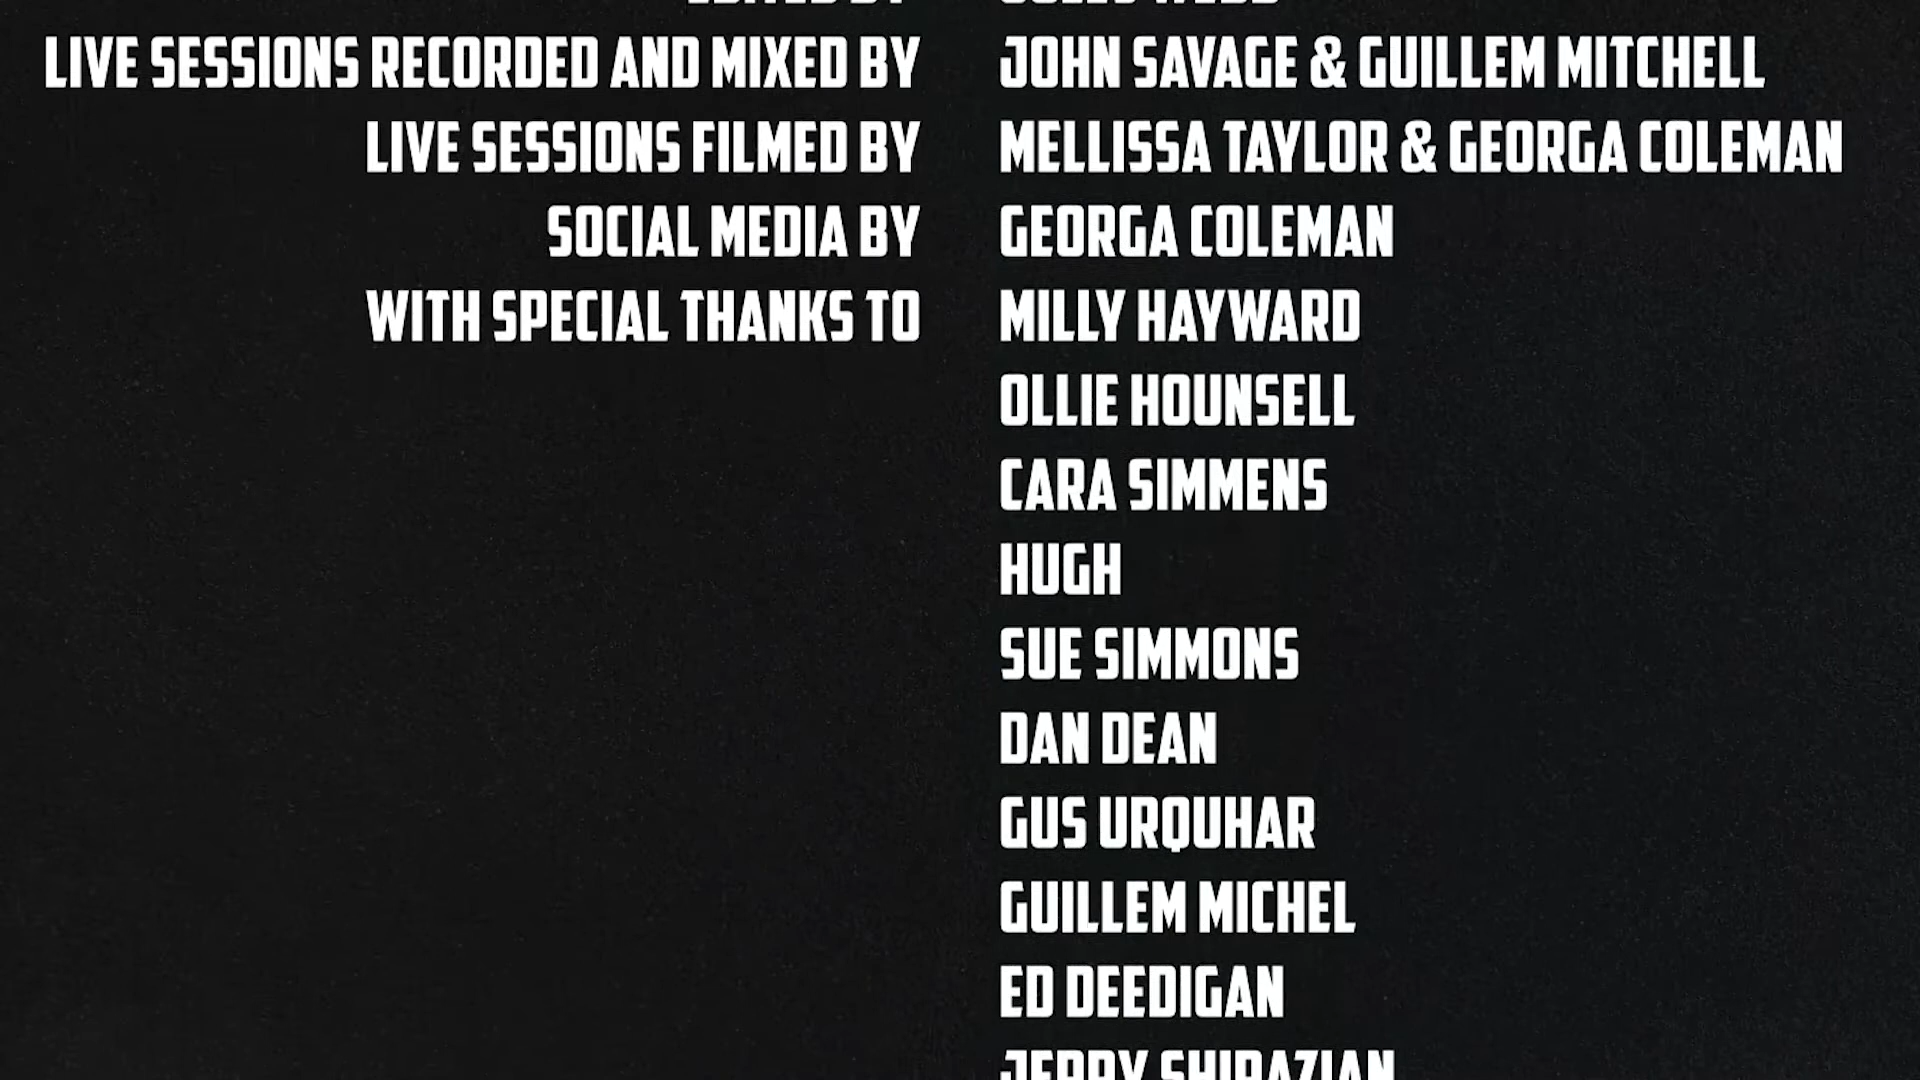 LIVE SESSIONS RECORDED AND MIXED BY JOHN SAVAGE & GUILLEM MITCHELL
LIVE SESSIONS FILMED BY MELLISSA TAYLOR & GEORGA COLEMAN
SOCIAL MEDIA BY GEORGA COLEMAN
WITH SPECIAL THANKS TO MILLY HAYWARD
OLLIE HOUNSELL
CARA SIMMENS
HUGH
SUE SIMMONS
DAN DEAN
GUS URQUHAR
GUILLEM MICHEL
ED DEEDIGAN
JERRY SHIRAZIAN